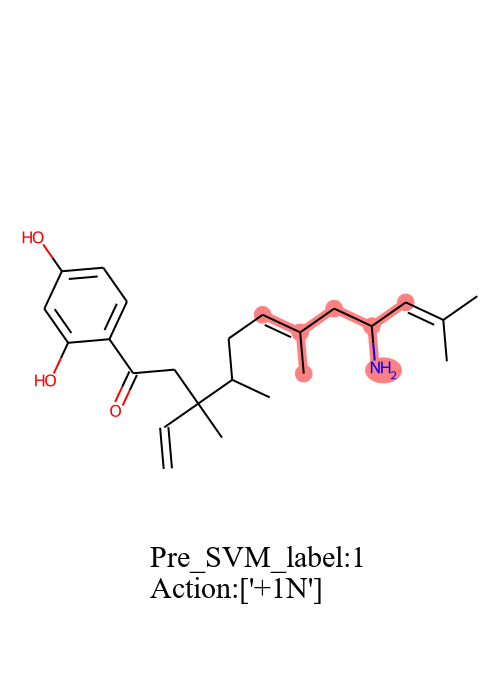 HO
HO
O
NH2
Pre_SVM_label:1
Action:['+1N']